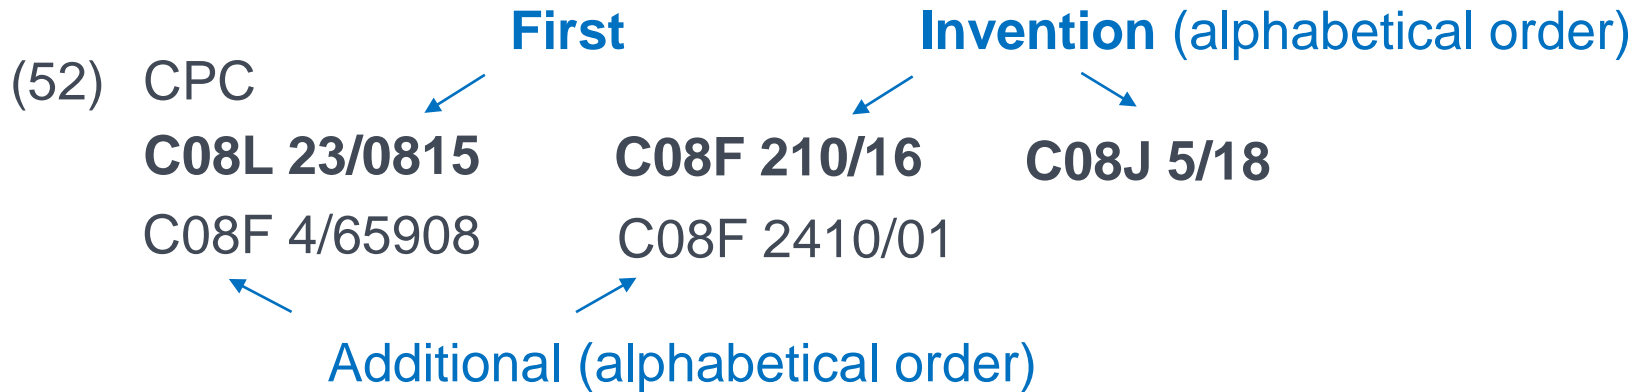 First Invention (alphabetical order)
(52) CPC
C08L 23/0815 C08F 210/16 C08J 5/18
C08F 4/65908 C08F 2410/01
Additional (alphabetical order)